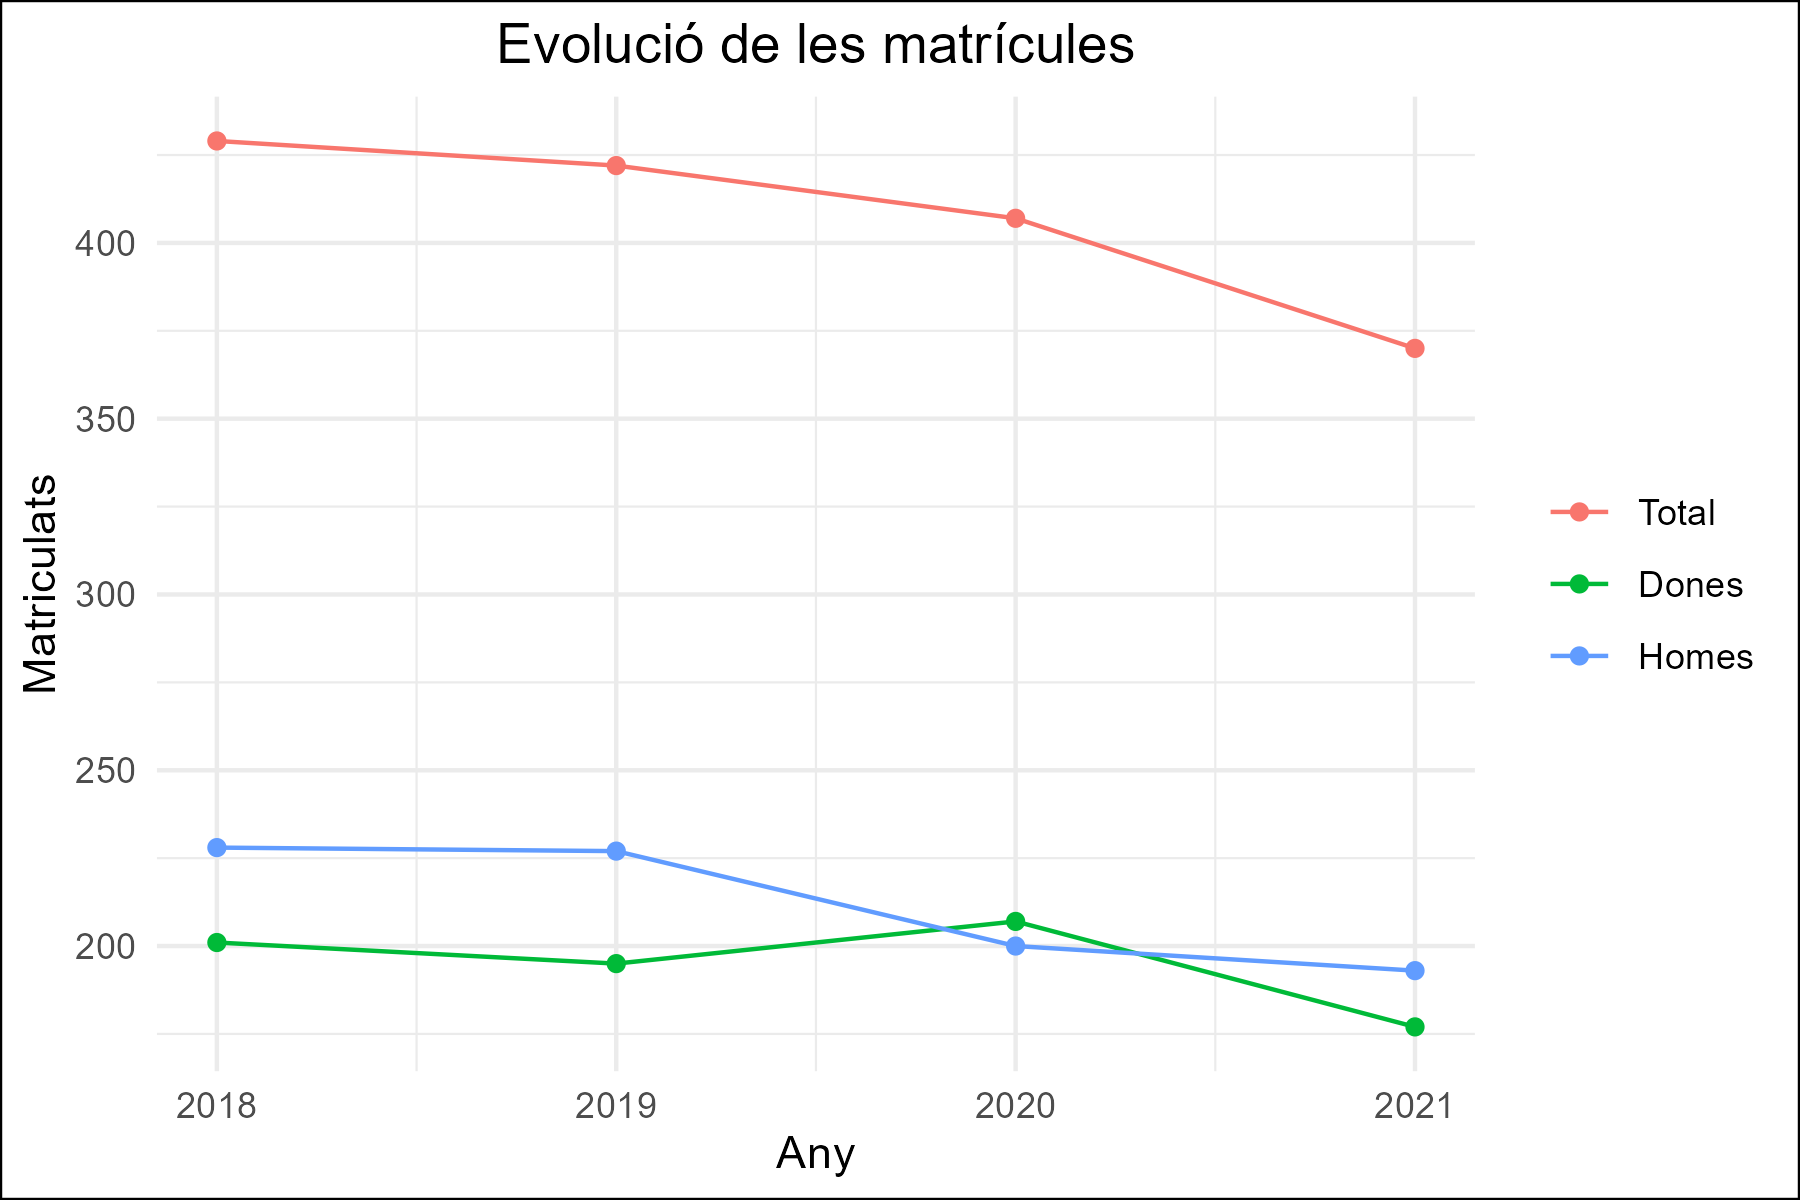 Evolució de les matrícules
400
350
300
250
200
Matriculats
2018 2019 2020 2021
Any
Total
Dones
Homes